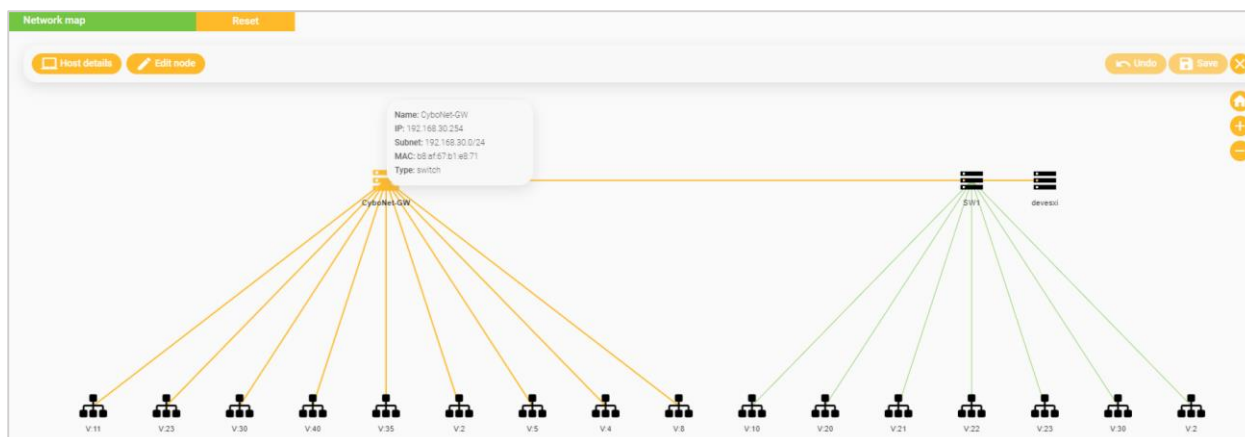 Network map Reset
Host details Edit node Undo Save
Name: CyboNet-GW
IP: 192.168.30.254
Subnet: 192.168.30.0/24
MAC: b8:af:67:b1:e8:71
Type: switch
CyboNet-GW SW1 devesxi
V:11 V:23 V:30 V:40 V:35 V:2 V:5 V:4 V:8 V:10 V:20 V:21 V:22 V:23 V:30 V:2